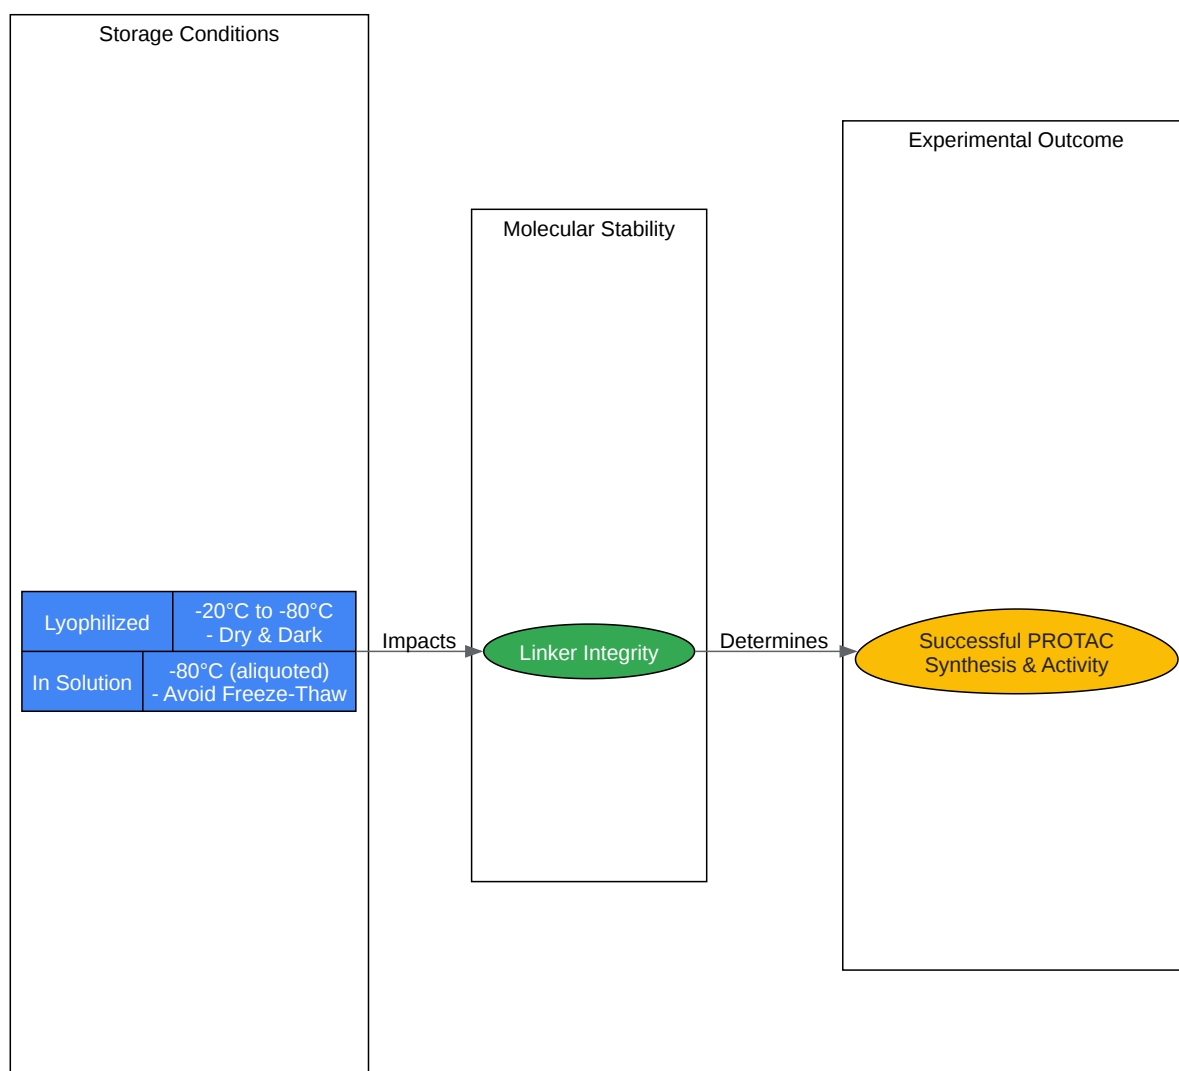 Storage Conditions
Lyophilized
-20°C to -80°C
- Dry & Dark
In Solution
-80°C (aliquoted)
- Avoid Freeze-Thaw
Impacts
Molecular Stability
Linker Integrity
Determines
Experimental Outcome
Successful PROTAC
Synthesis & Activity